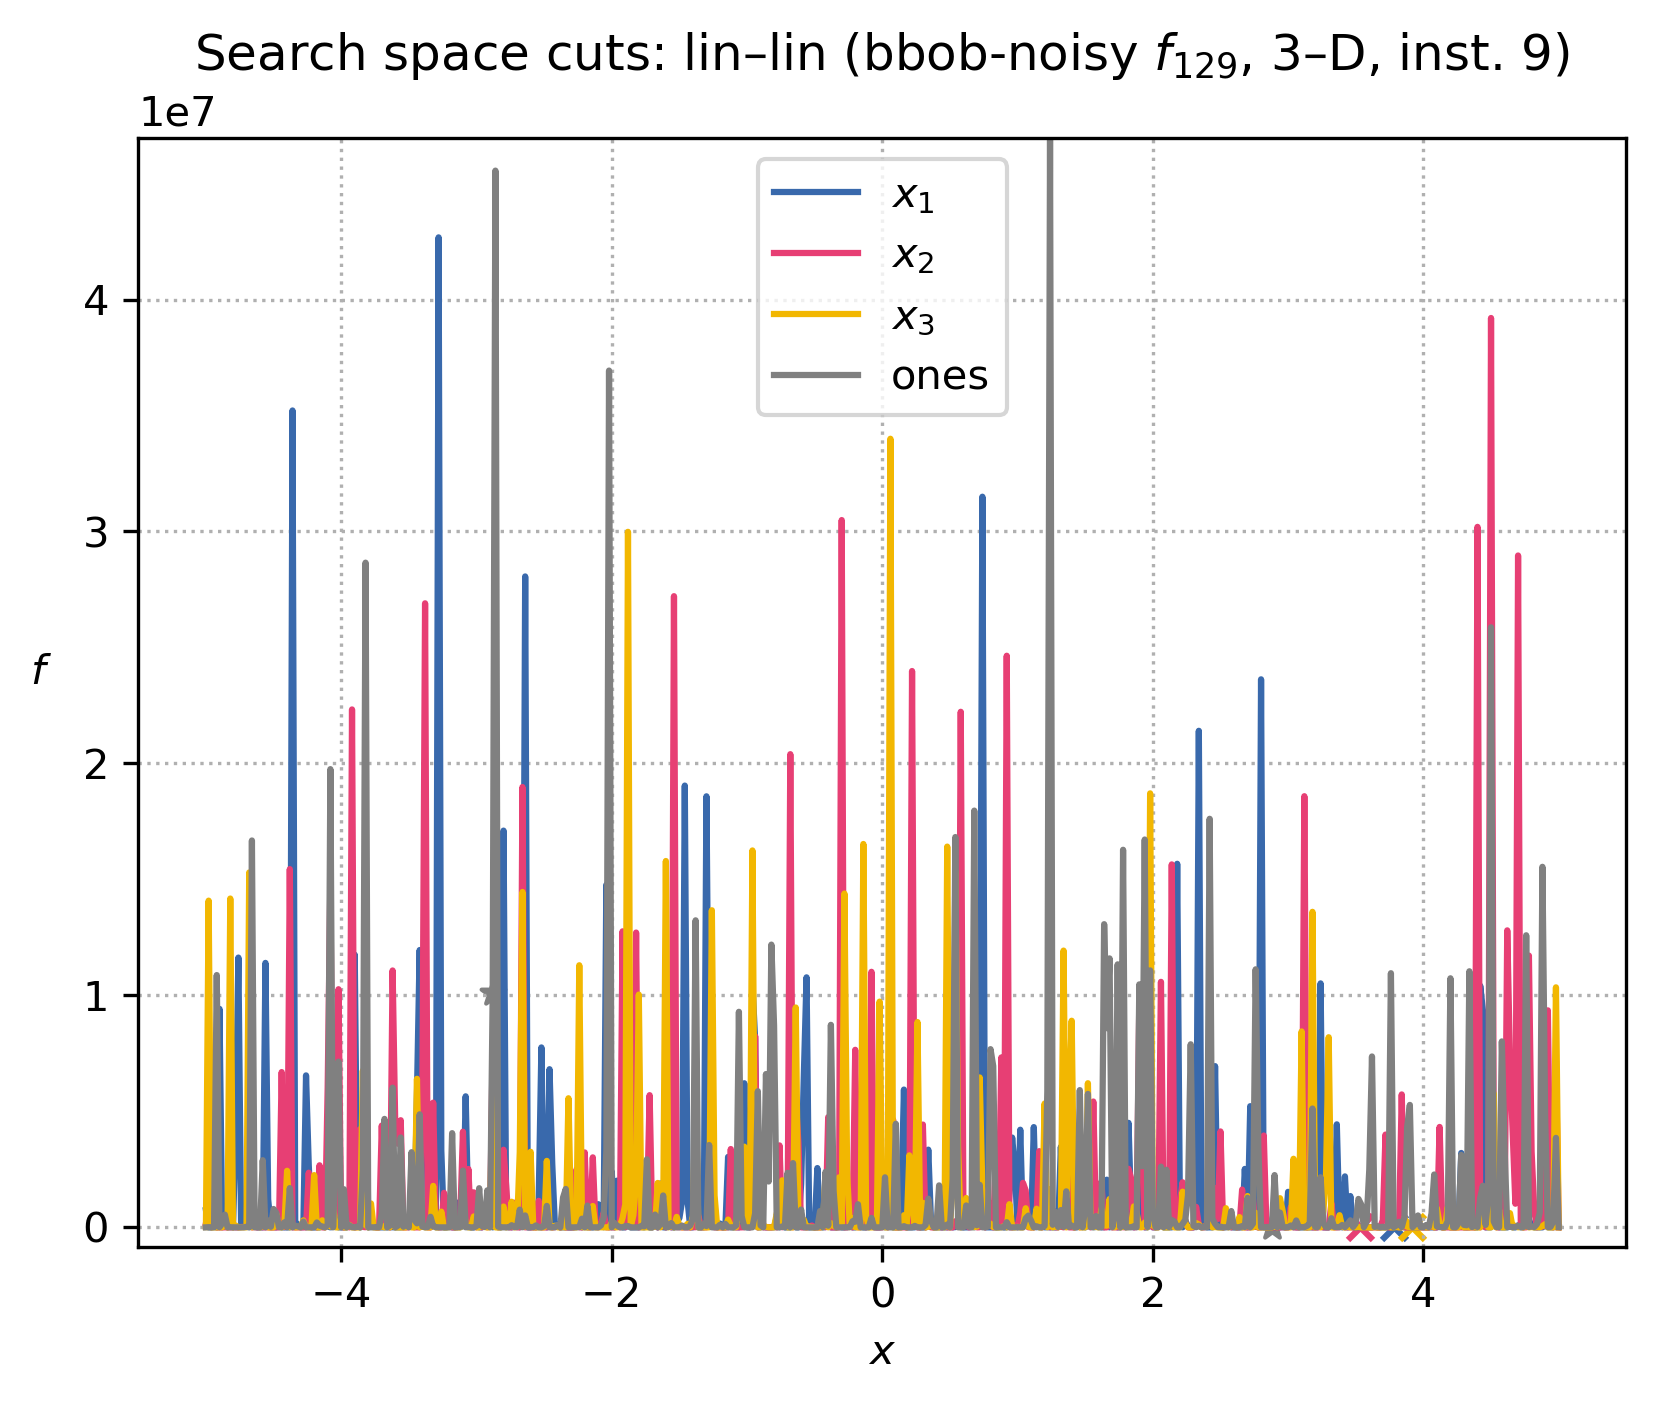 Search space cuts: lin–lin (bbob-noisy f₁₂₉, 3–D, inst. 9)
1e7
x₁
x₂
x₃
ones
4
3
2
1
0
f
−4 −2 0 2 4
x